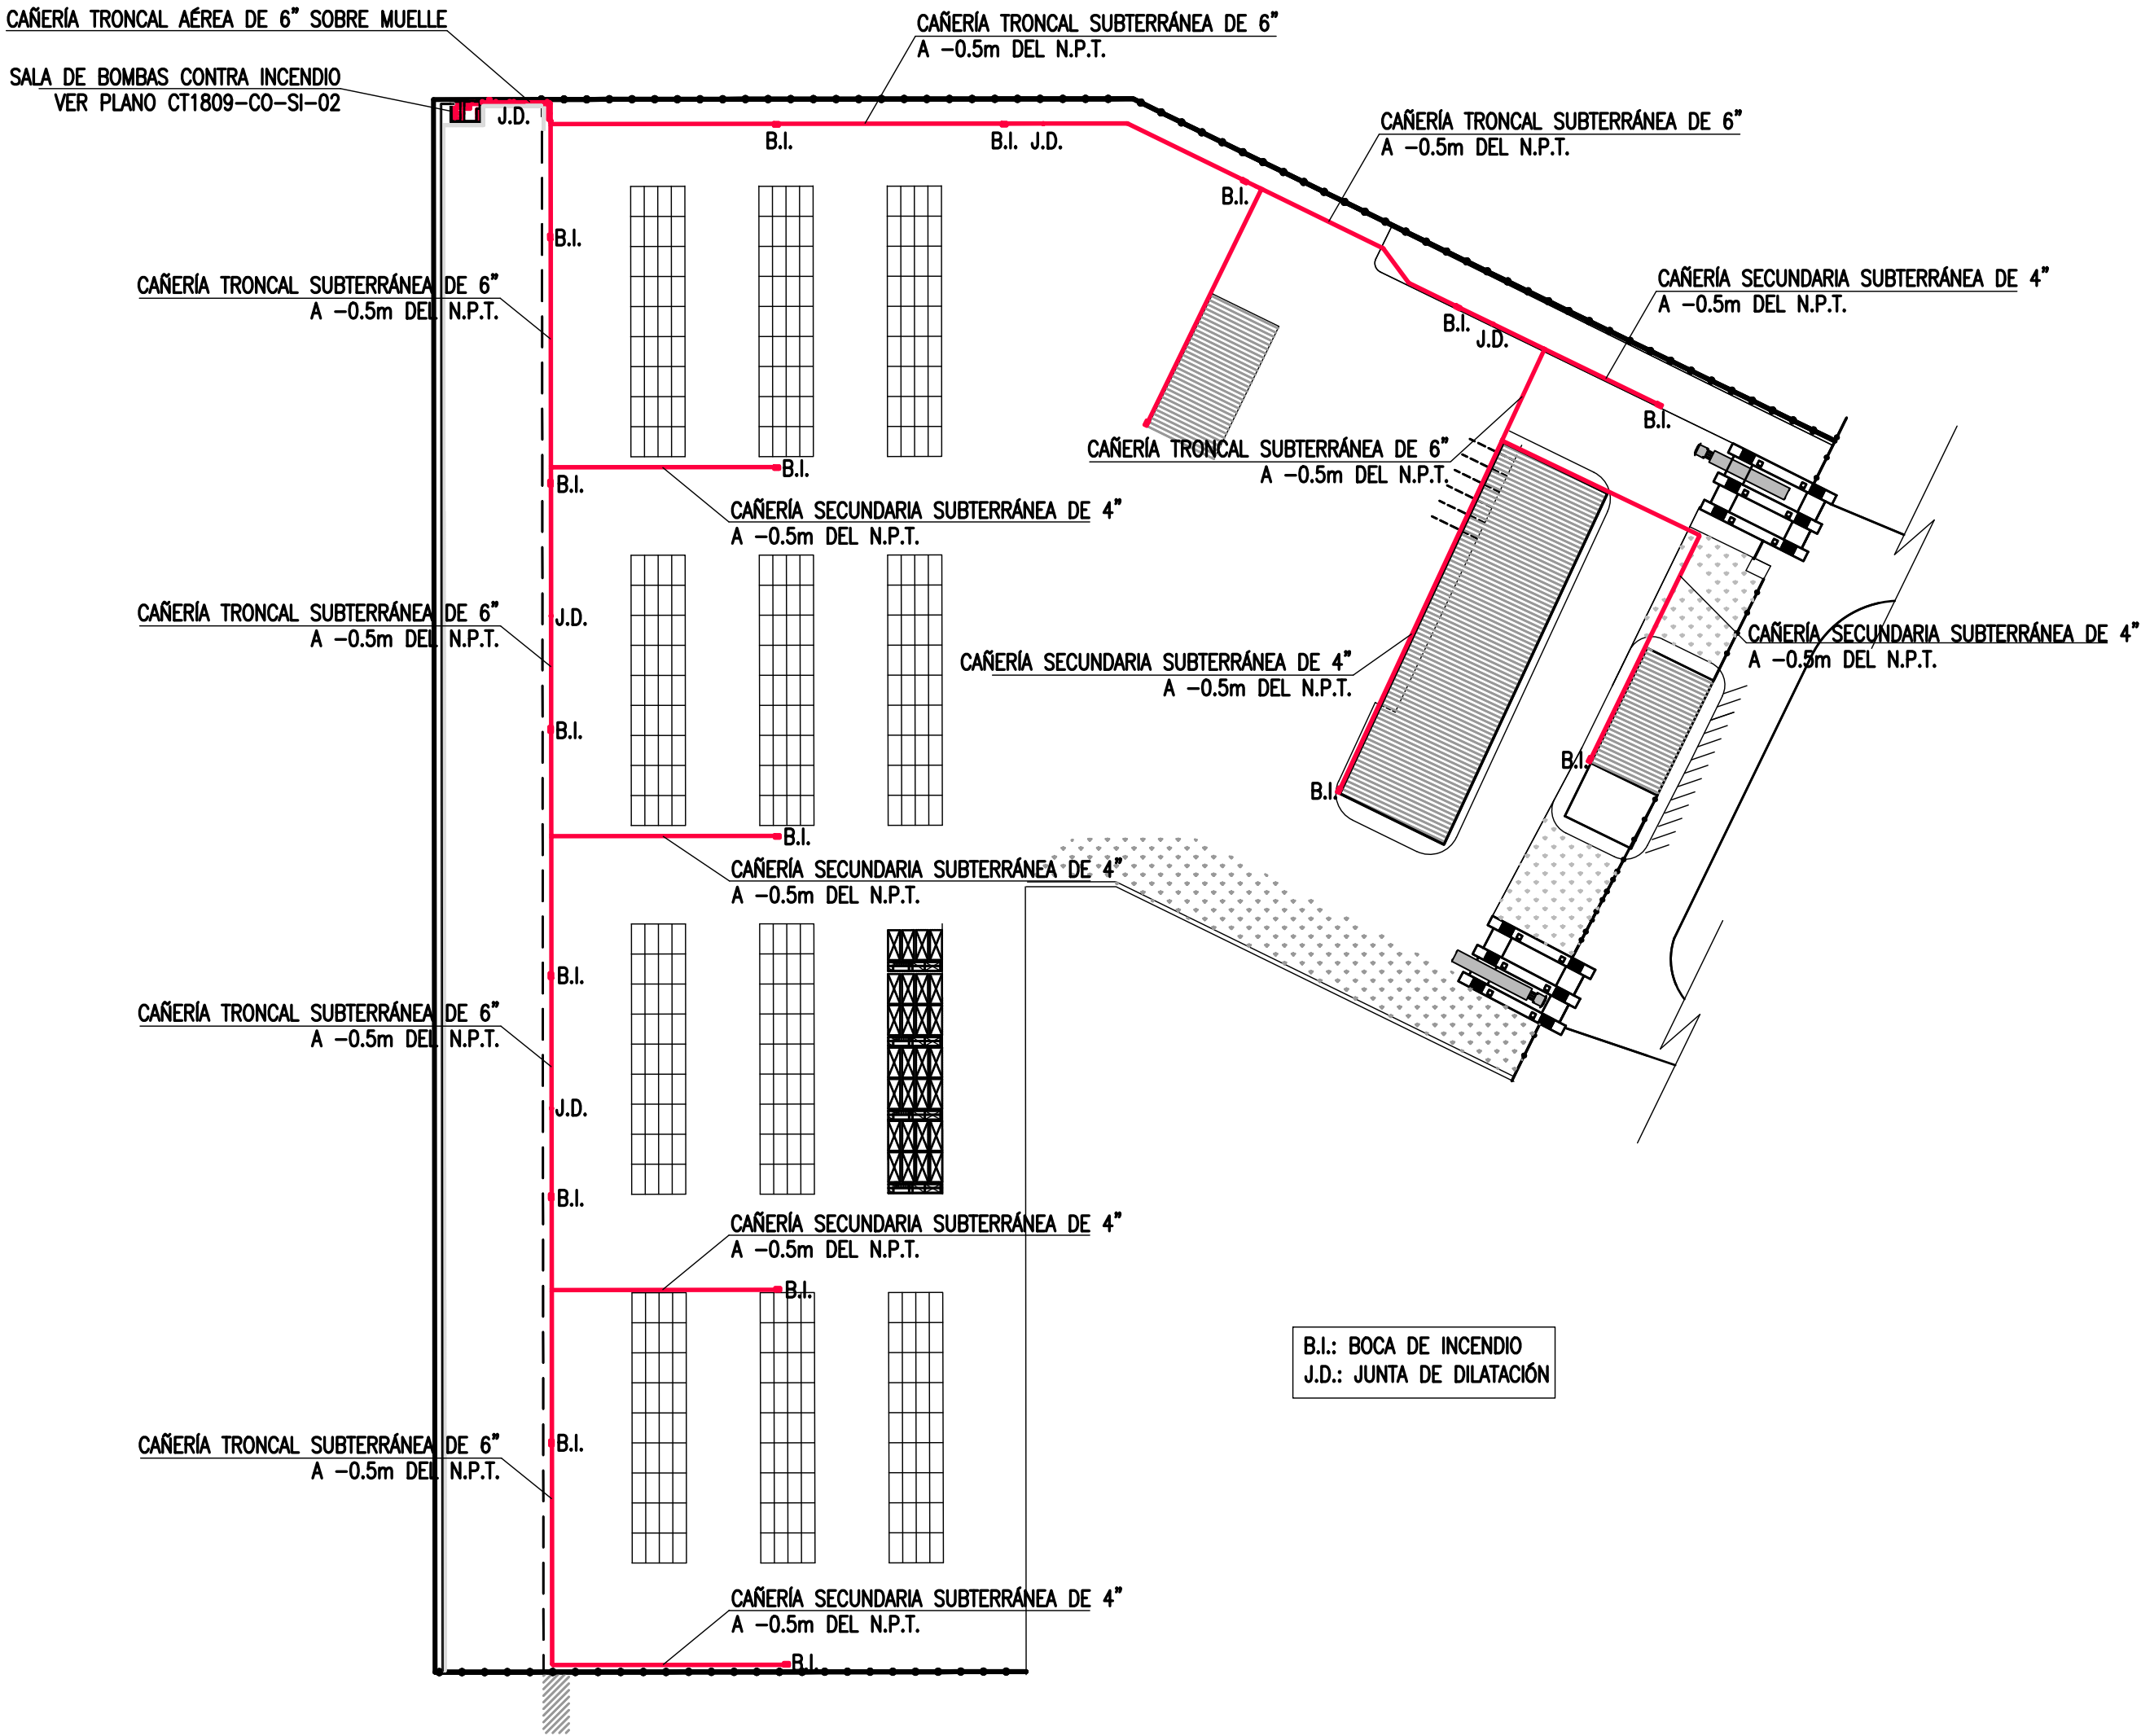 CAÑERÍA TRONCAL AÉREA DE 6" SOBRE MUELLE
SALA DE BOMBAS CONTRA INCENDIO
VER PLANO CT1809-CO-SI-02
CAÑERÍA TRONCAL SUBTERRÁNEA DE 6"
A -0.5m DEL N.P.T.
J.D.
B.I.
B.I. J.D.
CAÑERÍA TRONCAL SUBTERRÁNEA DE 6"
A -0.5m DEL N.P.T.
B.I.
B.I.
CAÑERÍA TRONCAL SUBTERRÁNEA DE 6"
A -0.5m DEL N.P.T.
CAÑERÍA SECUNDARIA SUBTERRÁNEA DE 4"
A -0.5m DEL N.P.T.
B.I.
J.D.
B.I.
CAÑERÍA TRONCAL SUBTERRÁNEA DE 6"
A -0.5m DEL N.P.T.
B.I.
B.I.
CAÑERÍA SECUNDARIA SUBTERRÁNEA DE 4"
A -0.5m DEL N.P.T.
CAÑERÍA TRONCAL SUBTERRÁNEA DE 6"
A -0.5m DEL N.P.T.
J.D.
CAÑERÍA SECUNDARIA SUBTERRÁNEA DE 4"
A -0.5m DEL N.P.T.
CAÑERÍA SECUNDARIA SUBTERRÁNEA DE 4"
A -0.5m DEL N.P.T.
B.I.
B.I.
B.I.
B.I.
CAÑERÍA SECUNDARIA SUBTERRÁNEA DE 4"
A -0.5m DEL N.P.T.
B.I.
CAÑERÍA TRONCAL SUBTERRÁNEA DE 6"
A -0.5m DEL N.P.T.
J.D.
B.I.
CAÑERÍA SECUNDARIA SUBTERRÁNEA DE 4"
A -0.5m DEL N.P.T.
B.I.
B.I.: BOCA DE INCENDIO
J.D.: JUNTA DE DILATACIÓN
CAÑERÍA TRONCAL SUBTERRÁNEA DE 6"
A -0.5m DEL N.P.T.
B.I.
CAÑERÍA SECUNDARIA SUBTERRÁNEA DE 4"
A -0.5m DEL N.P.T.
B.I.